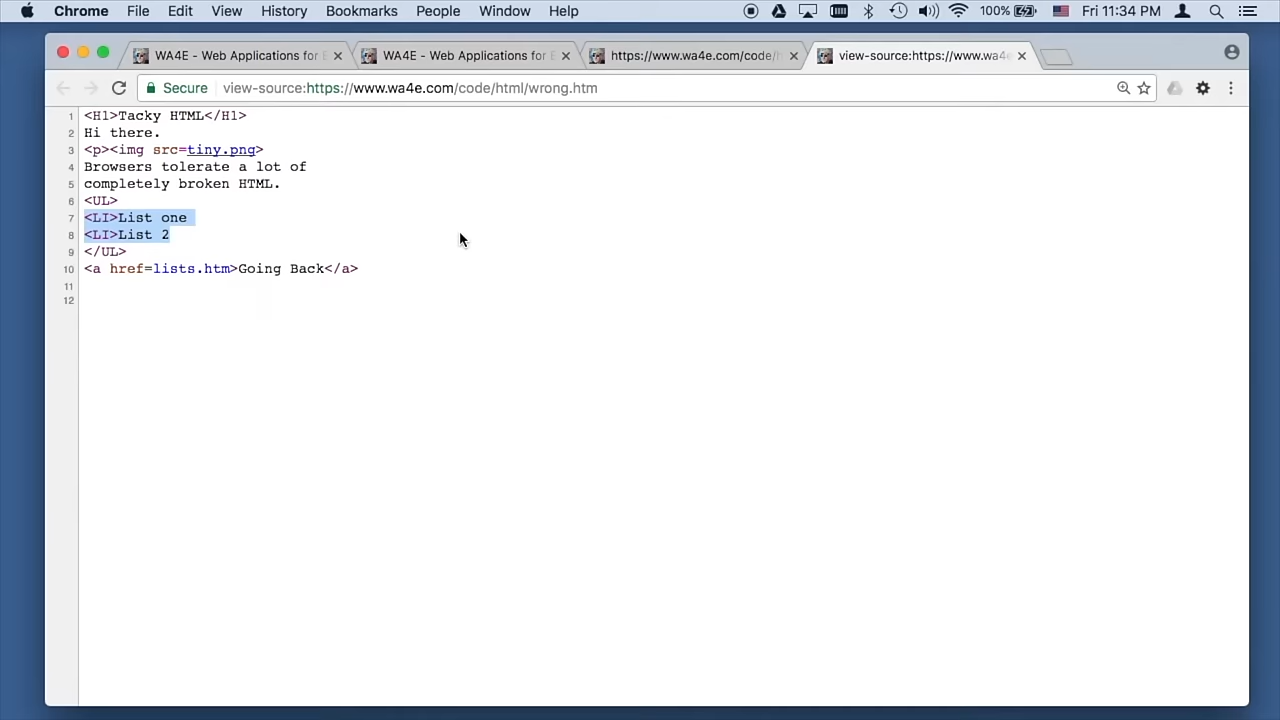 Chrome File Edit View History Bookmarks People Window Help 100% Fri 11:34 PM
WA4E - Web Applications for E WA4E - Web Applications for E https://www.wa4e.com/code/h view-source:https://www.wa4e
Secure view-source:https://www.wa4e.com/code/html/wrong.htm
1 <H1>Tacky HTML</H1>
2 Hi there.
3 <p><img src=tiny.png>
4 Browsers tolerate a lot of
5 completely broken HTML.
6 <UL>
7 <LI>List one
8 <LI>List 2
9 </UL>
10 <a href=lists.htm>Going Back</a>
11
12